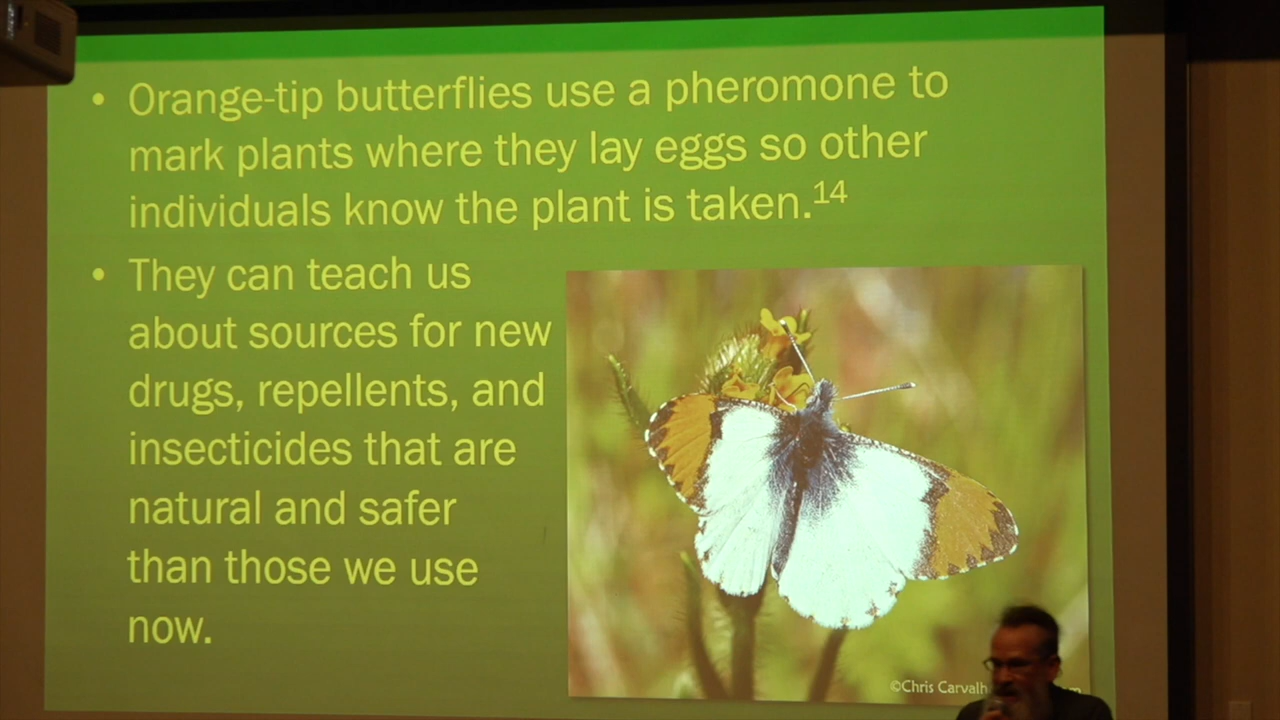 • Orange-tip butterflies use a pheromone to
mark plants where they lay eggs so other
individuals know the plant is taken.14
• They can teach us
about sources for new
drugs, repellents, and
insecticides that are
natural and safer
than those we use
now.
©Chris